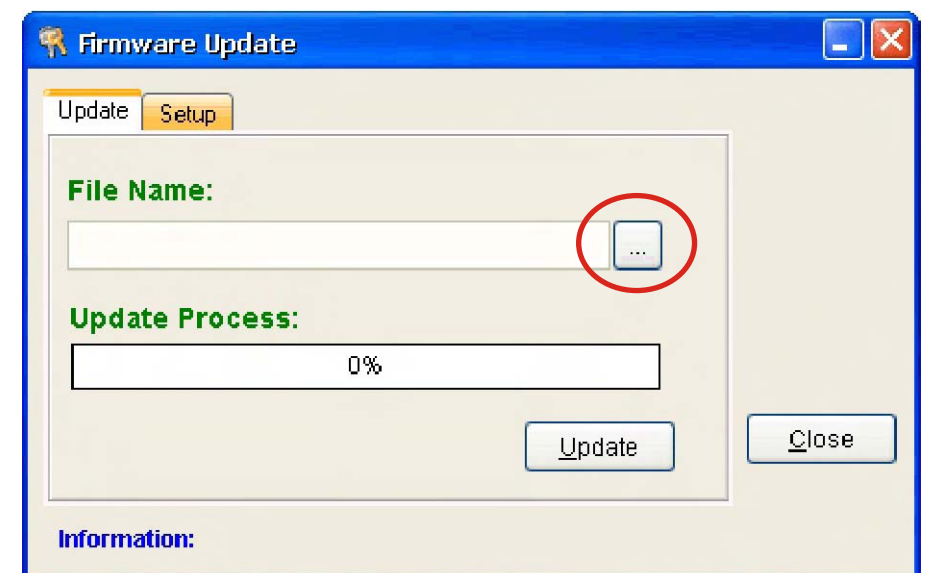 Firmware Update
Update Setup
File Name:
...
Update Process:
0%
Update
Close
Information: